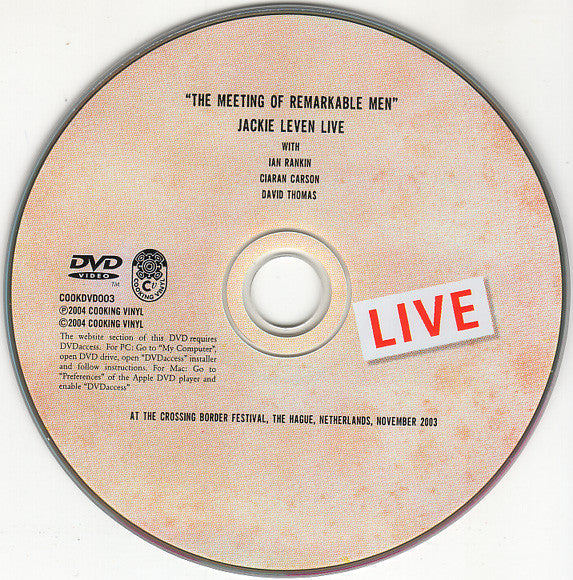 "THE MEETING OF REMARKABLE MEN"
JACKIE LEVEN LIVE
WITH
IAN RANKIN
CIARAN CARSON
DAVID THOMAS
DVD
VIDEO
TM
COOKING VINYL
C
COOKDVD003
℗2004 COOKING VINYL
©2004 COOKING VINYL
The website section of this DVD requires
DVDaccess. For PC: Go to "My Computer",
open DVD drive, open "DVDaccess" installer
and follow instructions. For Mac: Go to
"Preferences" of the Apple DVD player and
enable "DVDaccess"
LIVE
AT THE CROSSING BORDER FESTIVAL, THE HAGUE, NETHERLANDS, NOVEMBER 2003